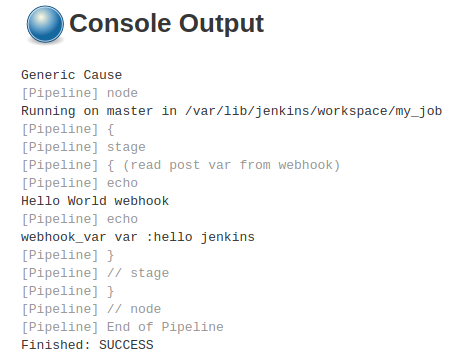 Console Output
Generic Cause
[Pipeline] node
Running on master in /var/lib/jenkins/workspace/my_job
[Pipeline] {
[Pipeline] stage
[Pipeline] { (read post var from webhook)
[Pipeline] echo
Hello World webhook
[Pipeline] echo
webhook_var var :hello jenkins
[Pipeline] }
[Pipeline] // stage
[Pipeline] }
[Pipeline] // node
[Pipeline] End of Pipeline
Finished: SUCCESS